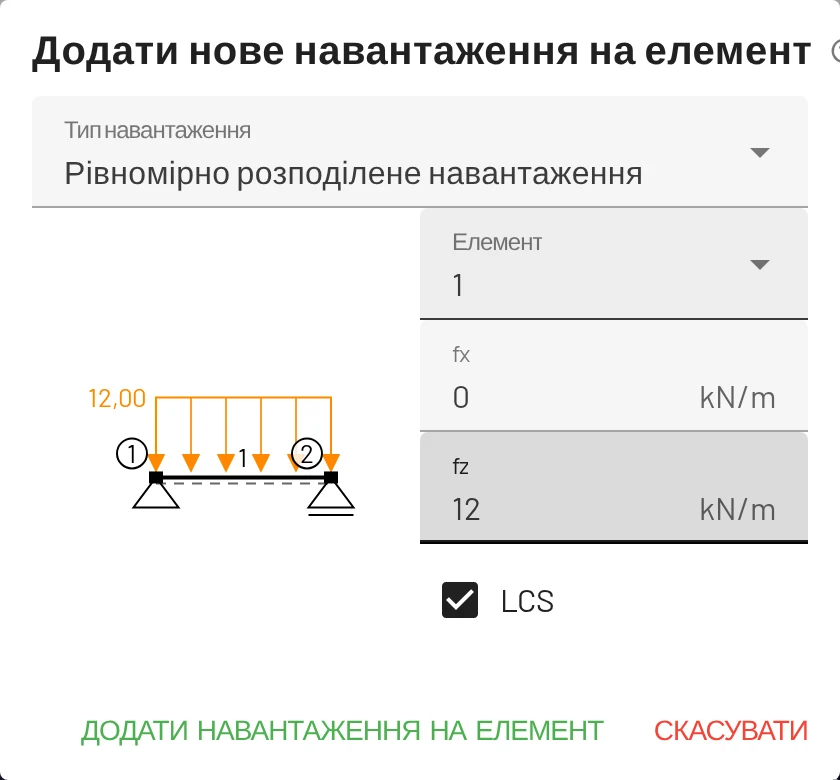 Додати нове навантаження на елемент
Тип навантаження
Рівномірно розподілене навантаження
Елемент
1
fx
0 kN/m
12,00
1 1 2
fz
12 kN/m
LCS
ДОДАТИ НАВАНТАЖЕННЯ НА ЕЛЕМЕНТ СКАСУВАТИ